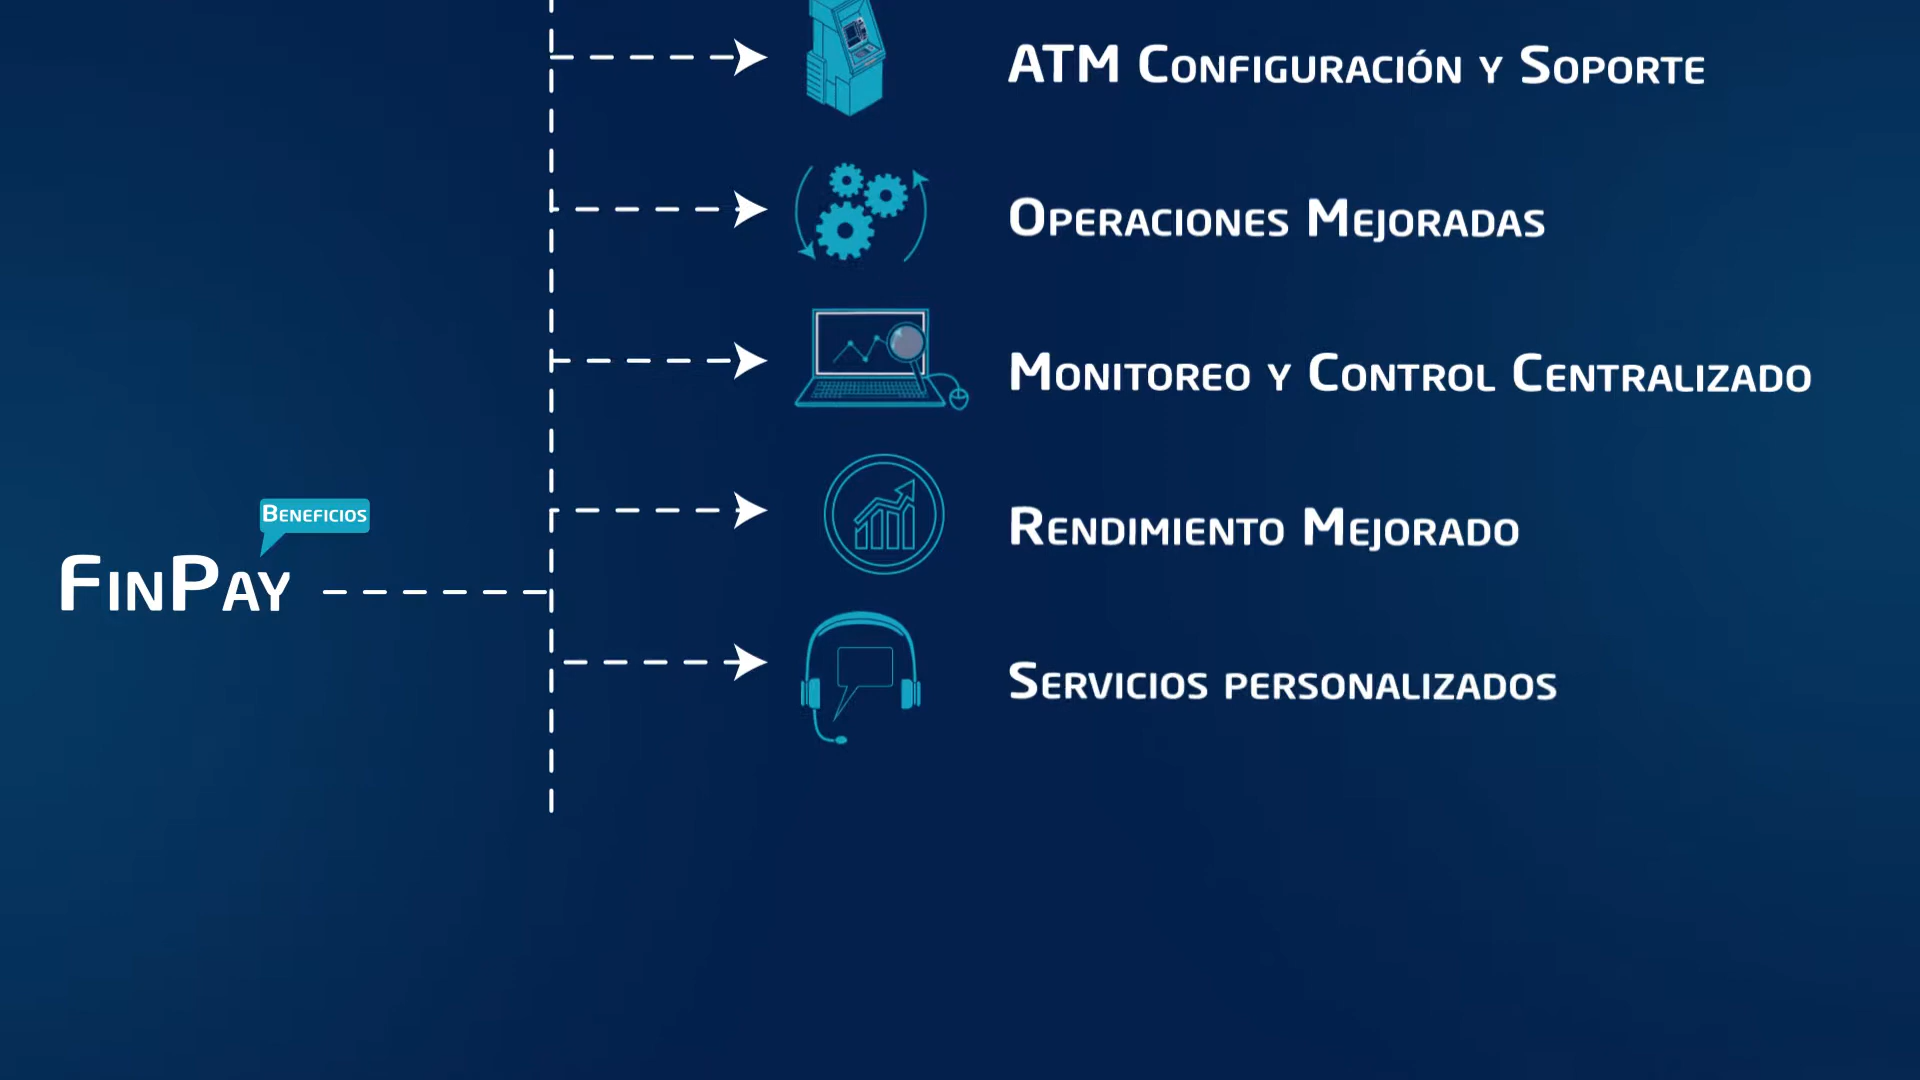 ATM Configuración y Soporte
Operaciones Mejoradas
Monitoreo y Control Centralizado
Rendimiento Mejorado
Beneficios
FinPay
Servicios personalizados